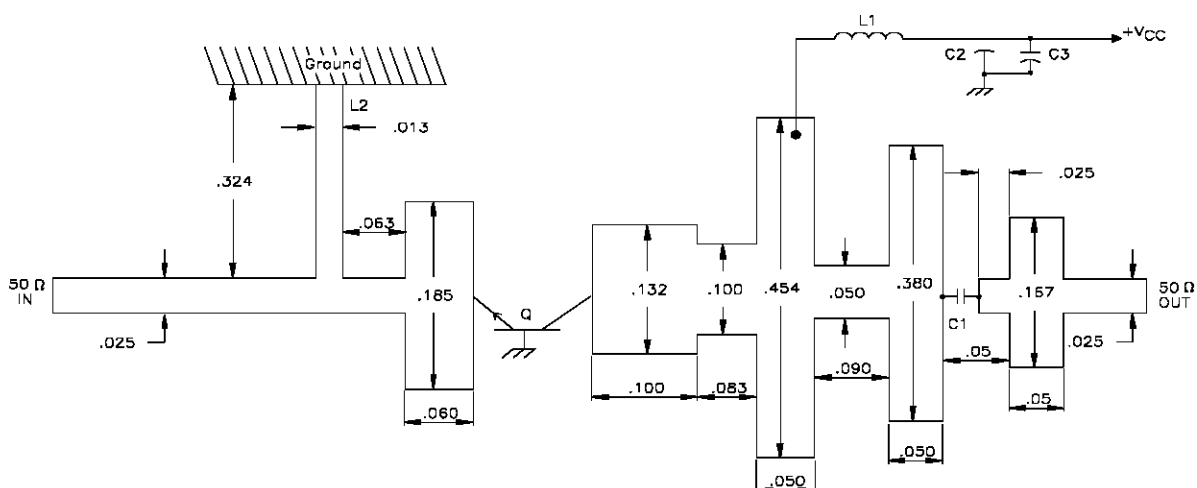 L1
+VCC
C2
C3
Ground
L2
.013
.324
.025
.063
50 Ω
IN
.185
Q
.132
.100
.454
.050
.380
C1
.167
50 Ω
OUT
.025
.025
.05
.090
.060
.100
.083
.05
.050
.050